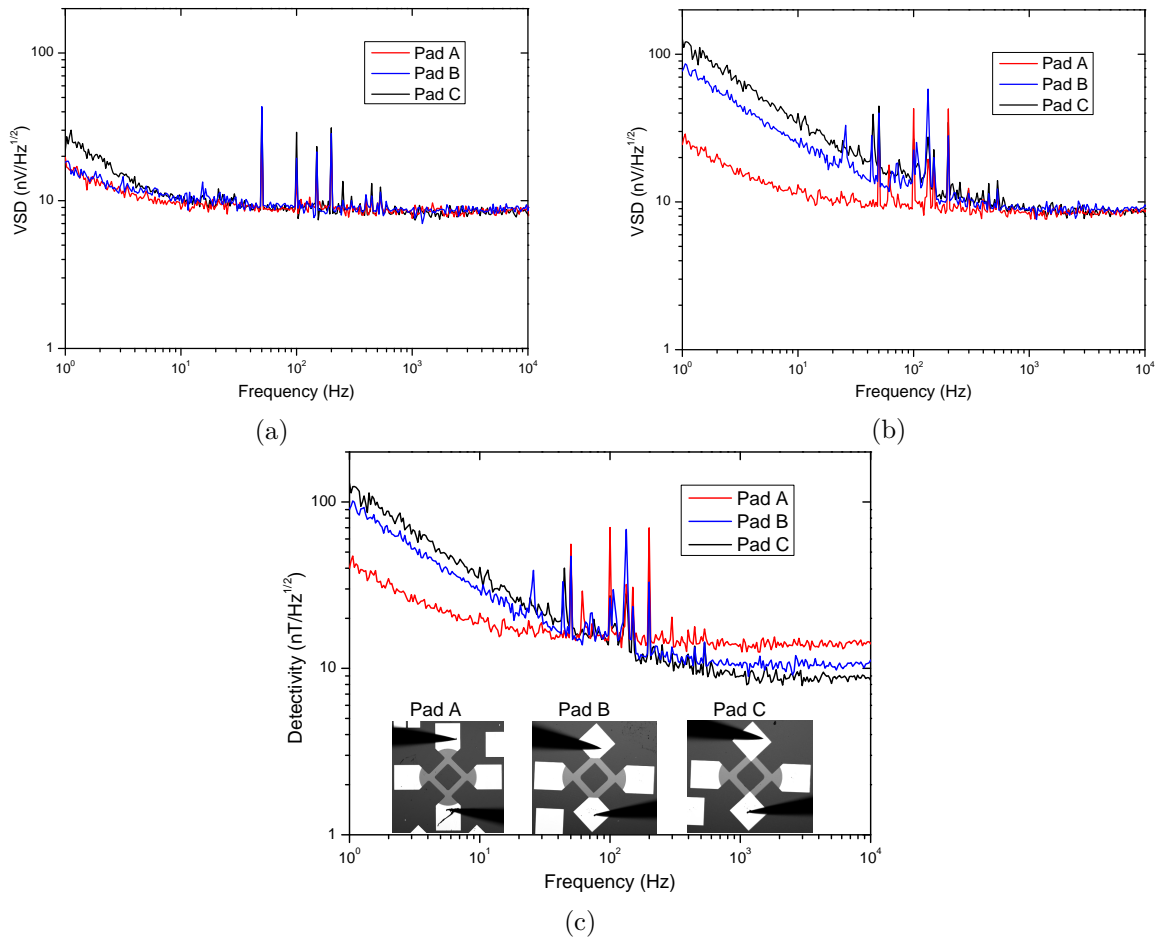 100
10
1
VSD (nV/Hz^1/2)
Pad A
Pad B
Pad C
10^0 10^1 10^2 10^3 10^4
Frequency (Hz)
(a)
100
10
1
VSD (nV/Hz^1/2)
Pad A
Pad B
Pad C
10^0 10^1 10^2 10^3 10^4
Frequency (Hz)
(b)
100
10
1
Detectivity (nT/Hz^1/2)
Pad A
Pad B
Pad C
Pad A Pad B Pad C
10^0 10^1 10^2 10^3 10^4
Frequency (Hz)
(c)